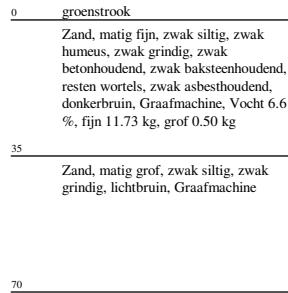 0 groenstrook
Zand, matig fijn, zwak siltig, zwak
humeus, zwak grindig, zwak
betonhoudend, zwak baksteenhoudend,
resten wortels, zwak asbesthoudend,
donkerbruin, Graafmachine, Vocht 6.6
%, fijn 11.73 kg, grof 0.50 kg
35
Zand, matig grof, zwak siltig, zwak
grindig, lichtbruin, Graafmachine
70